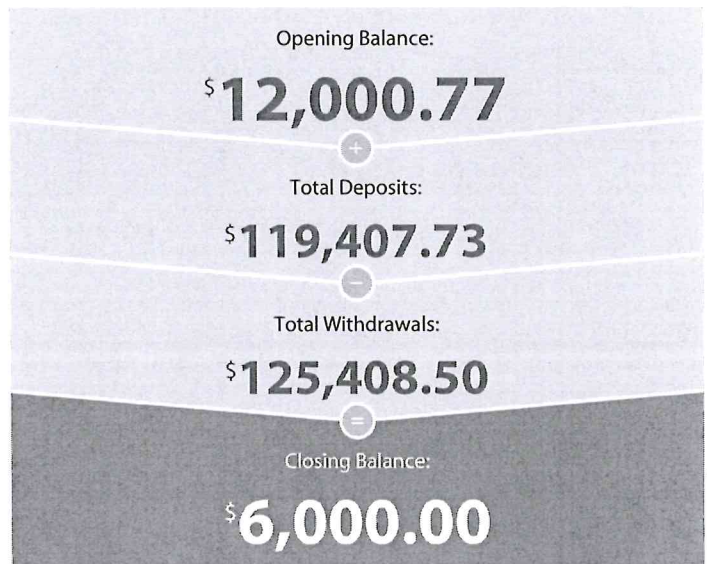 Opening Balance:
$12,000.77
+
Total Deposits:
$119,407.73
−
Total Withdrawals:
$125,408.50
=
Closing Balance:
$6,000.00